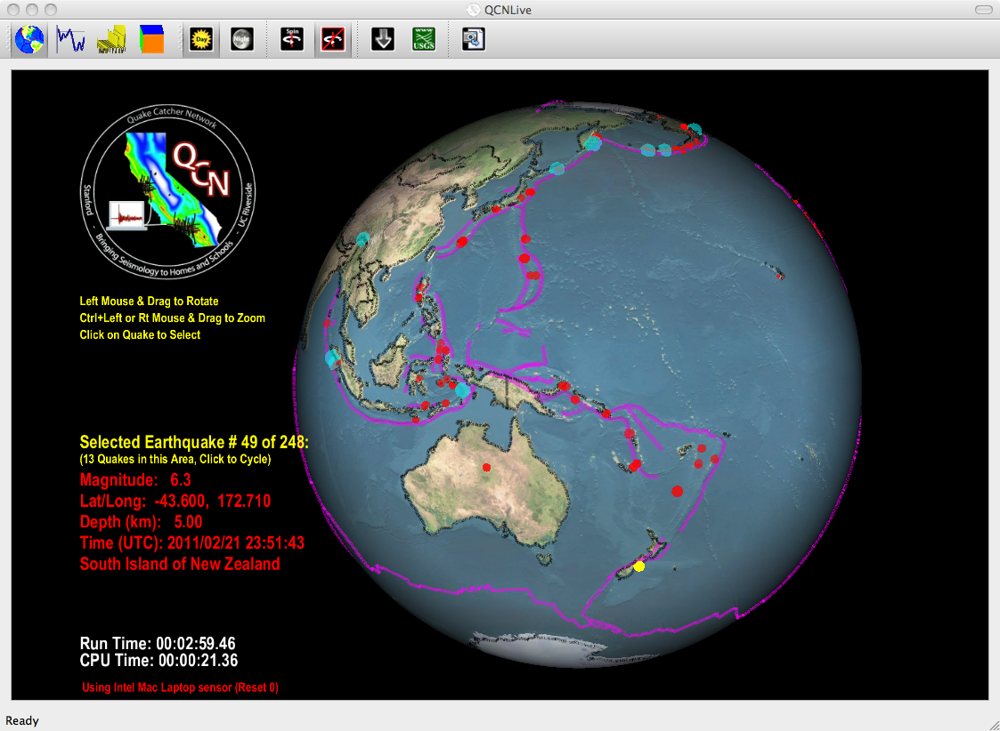 QCNLive
Day
Night
Spin
WWW
USGS
Quake Catcher Network
QCN
Stanford - Bringing Seismology to Homes and Schools - UC Riverside
Left Mouse & Drag to Rotate
Ctrl+Left or Rt Mouse & Drag to Zoom
Click on Quake to Select
Selected Earthquake # 49 of 248:
(13 Quakes in this Area, Click to Cycle)
Magnitude: 6.3
Lat/Long: -43.600, 172.710
Depth (km): 5.00
Time (UTC): 2011/02/21 23:51:43
South Island of New Zealand
Run Time: 00:02:59.46
CPU Time: 00:00:21.36
Using Intel Mac Laptop sensor (Reset 0)
Ready